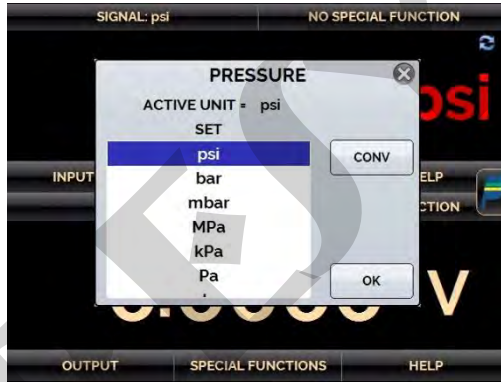 SIGNAL: psi NO SPECIAL FUNCTION
PRESSURE
psi
ACTIVE UNIT = psi
SET
psi
CONV
INPUT
bar
mbar
MPa
kPa
Pa
OK
V
OUTPUT SPECIAL FUNCTIONS HELP